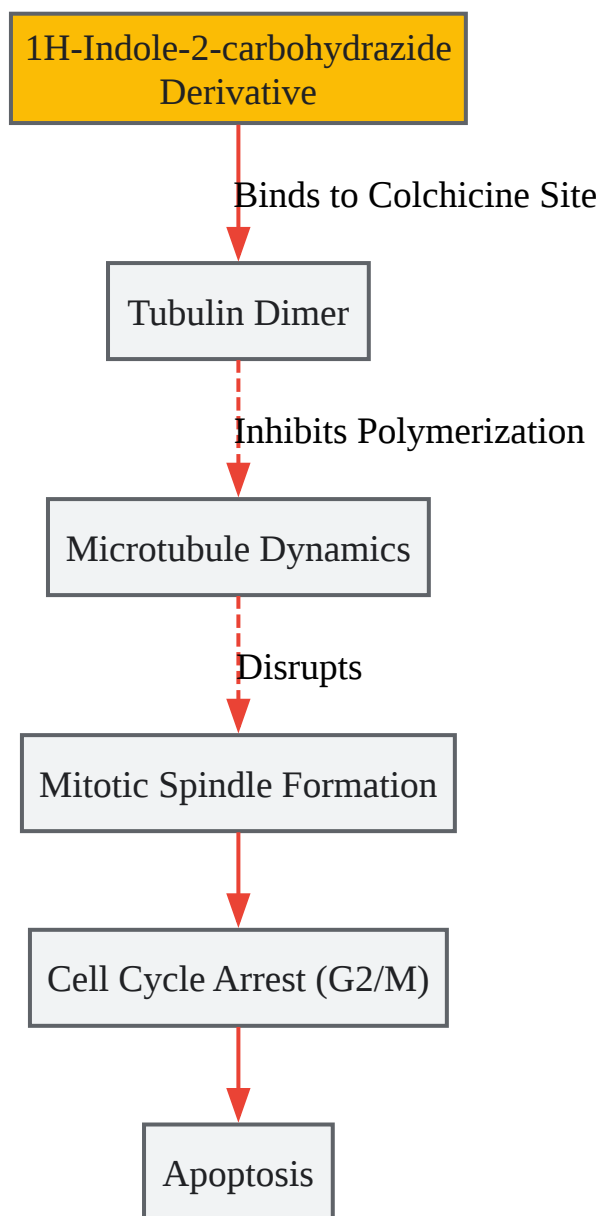 1H-Indole-2-carbohydrazide
Derivative
Binds to Colchicine Site
Tubulin Dimer
Inhibits Polymerization
Microtubule Dynamics
Disrupts
Mitotic Spindle Formation
Cell Cycle Arrest (G2/M)
Apoptosis